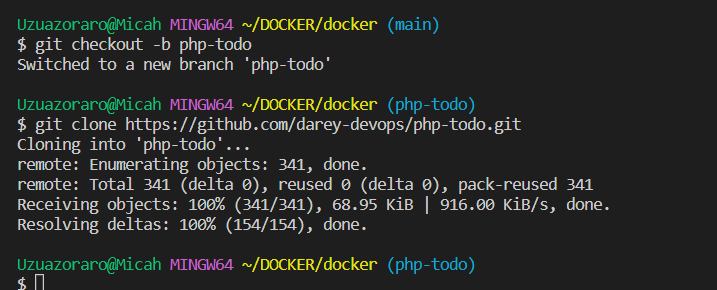 Uzuazoraro@Micah MINGW64 ~/DOCKER/docker (main)
$ git checkout -b php-todo
Switched to a new branch 'php-todo'
Uzuazoraro@Micah MINGW64 ~/DOCKER/docker (php-todo)
$ git clone https://github.com/darey-devops/php-todo.git
Cloning into 'php-todo'...
remote: Enumerating objects: 341, done.
remote: Total 341 (delta 0), reused 0 (delta 0), pack-reused 341
Receiving objects: 100% (341/341), 68.95 KiB | 916.00 KiB/s, done.
Resolving deltas: 100% (154/154), done.
Uzuazoraro@Micah MINGW64 ~/DOCKER/docker (php-todo)
$